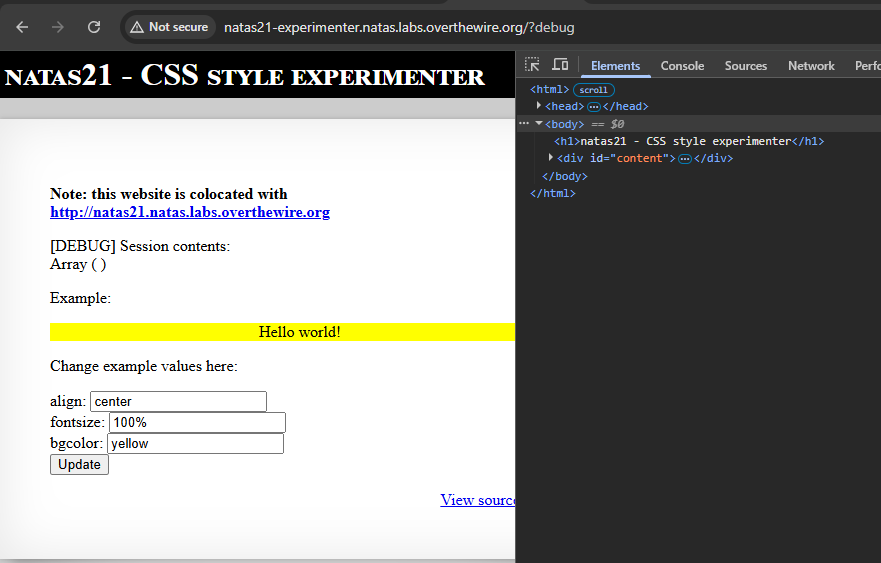 Not secure natas21-experimenter.natas.labs.overthewire.org/?debug
NATAS21 - CSS STYLE EXPERIMENTER
Note: this website is colocated with
http://natas21.natas.labs.overthewire.org
[DEBUG] Session contents:
Array ( )
Example:
Hello world!
Change example values here:
align: center
fontsize: 100%
bgcolor: yellow
Update
View source
Elements Console Sources Network Perfo
<html> scroll
<head> ⋯ </head>
⋯ <body> == $0
<h1>natas21 - CSS style experimenter</h1>
<div id="content"> ⋯ </div>
</body>
</html>